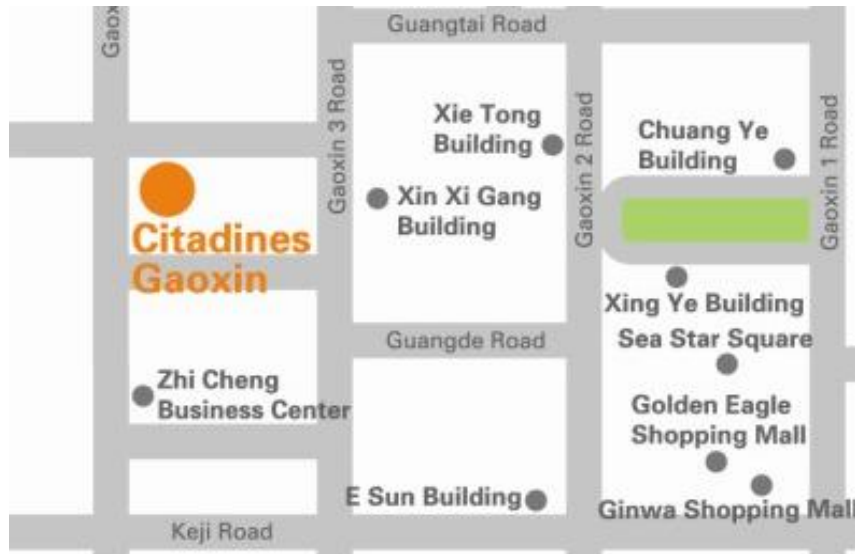 Gaox
Guangtai Road
Gaoxin 3 Road
Xie Tong
Building
Gaoxin 2 Road
Chuang Ye
Building
Gaoxin 1 Road
Xin Xi Gang
Building
Citadines
Gaoxin
Xing Ye Building
Guangde Road
Sea Star Square
Zhi Cheng
Business Center
Golden Eagle
Shopping Mall
E Sun Building
Ginwa Shopping Mall
Keji Road